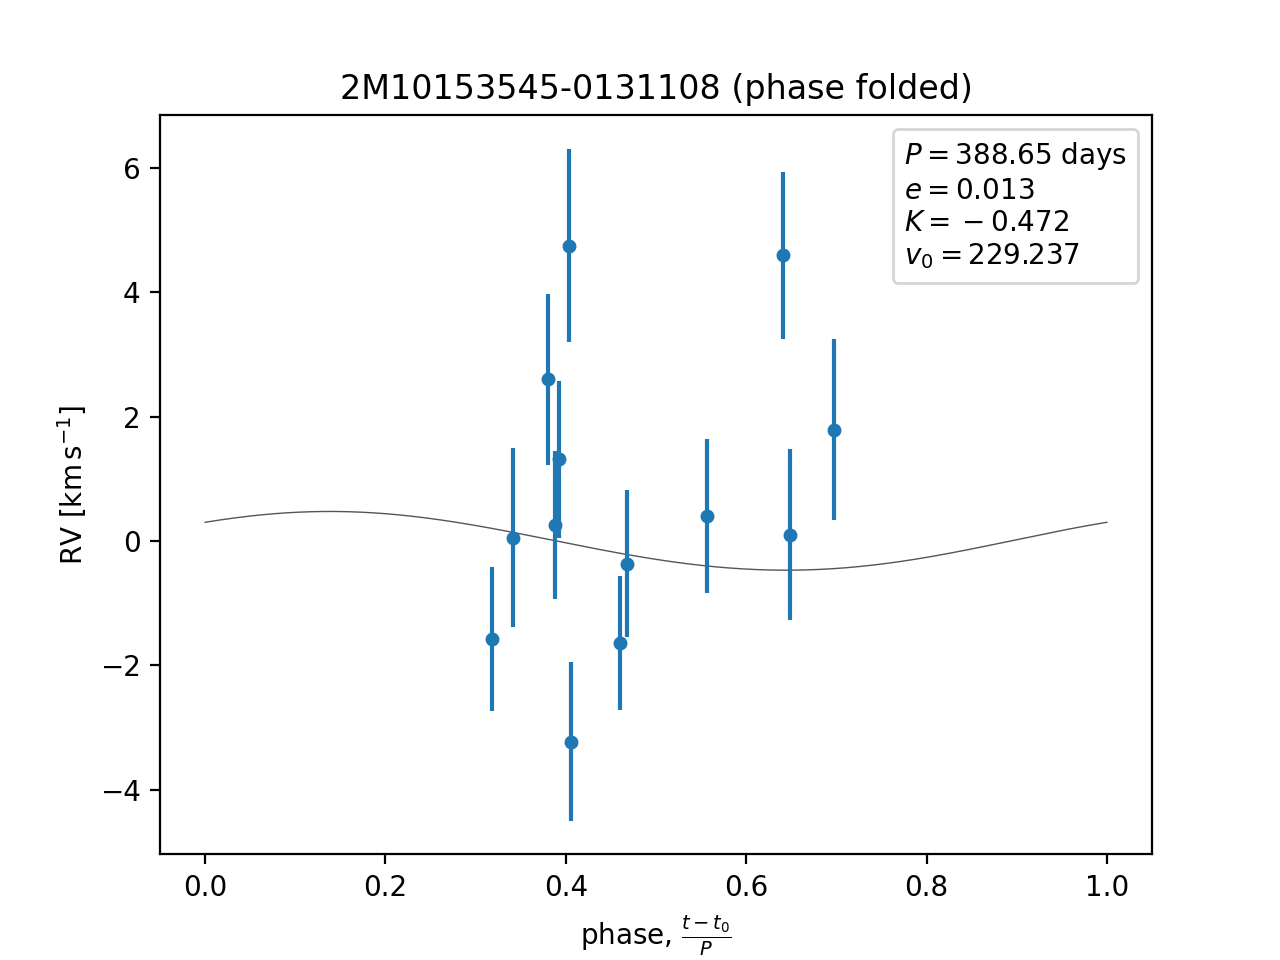 2M10153545-0131108 (phase folded)
P = 388.65 days
e = 0.013
K = −0.472
v₀ = 229.237
6
4
2
0
−2
−4
RV [km s⁻¹]
0.0 0.2 0.4 0.6 0.8 1.0
phase, (t − t₀)/P